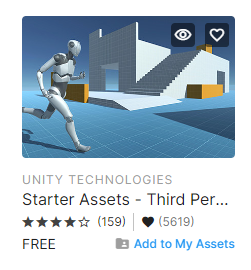 UNITY TECHNOLOGIES
Starter Assets - Third Per...
(159) (5619)
FREE Add to My Assets